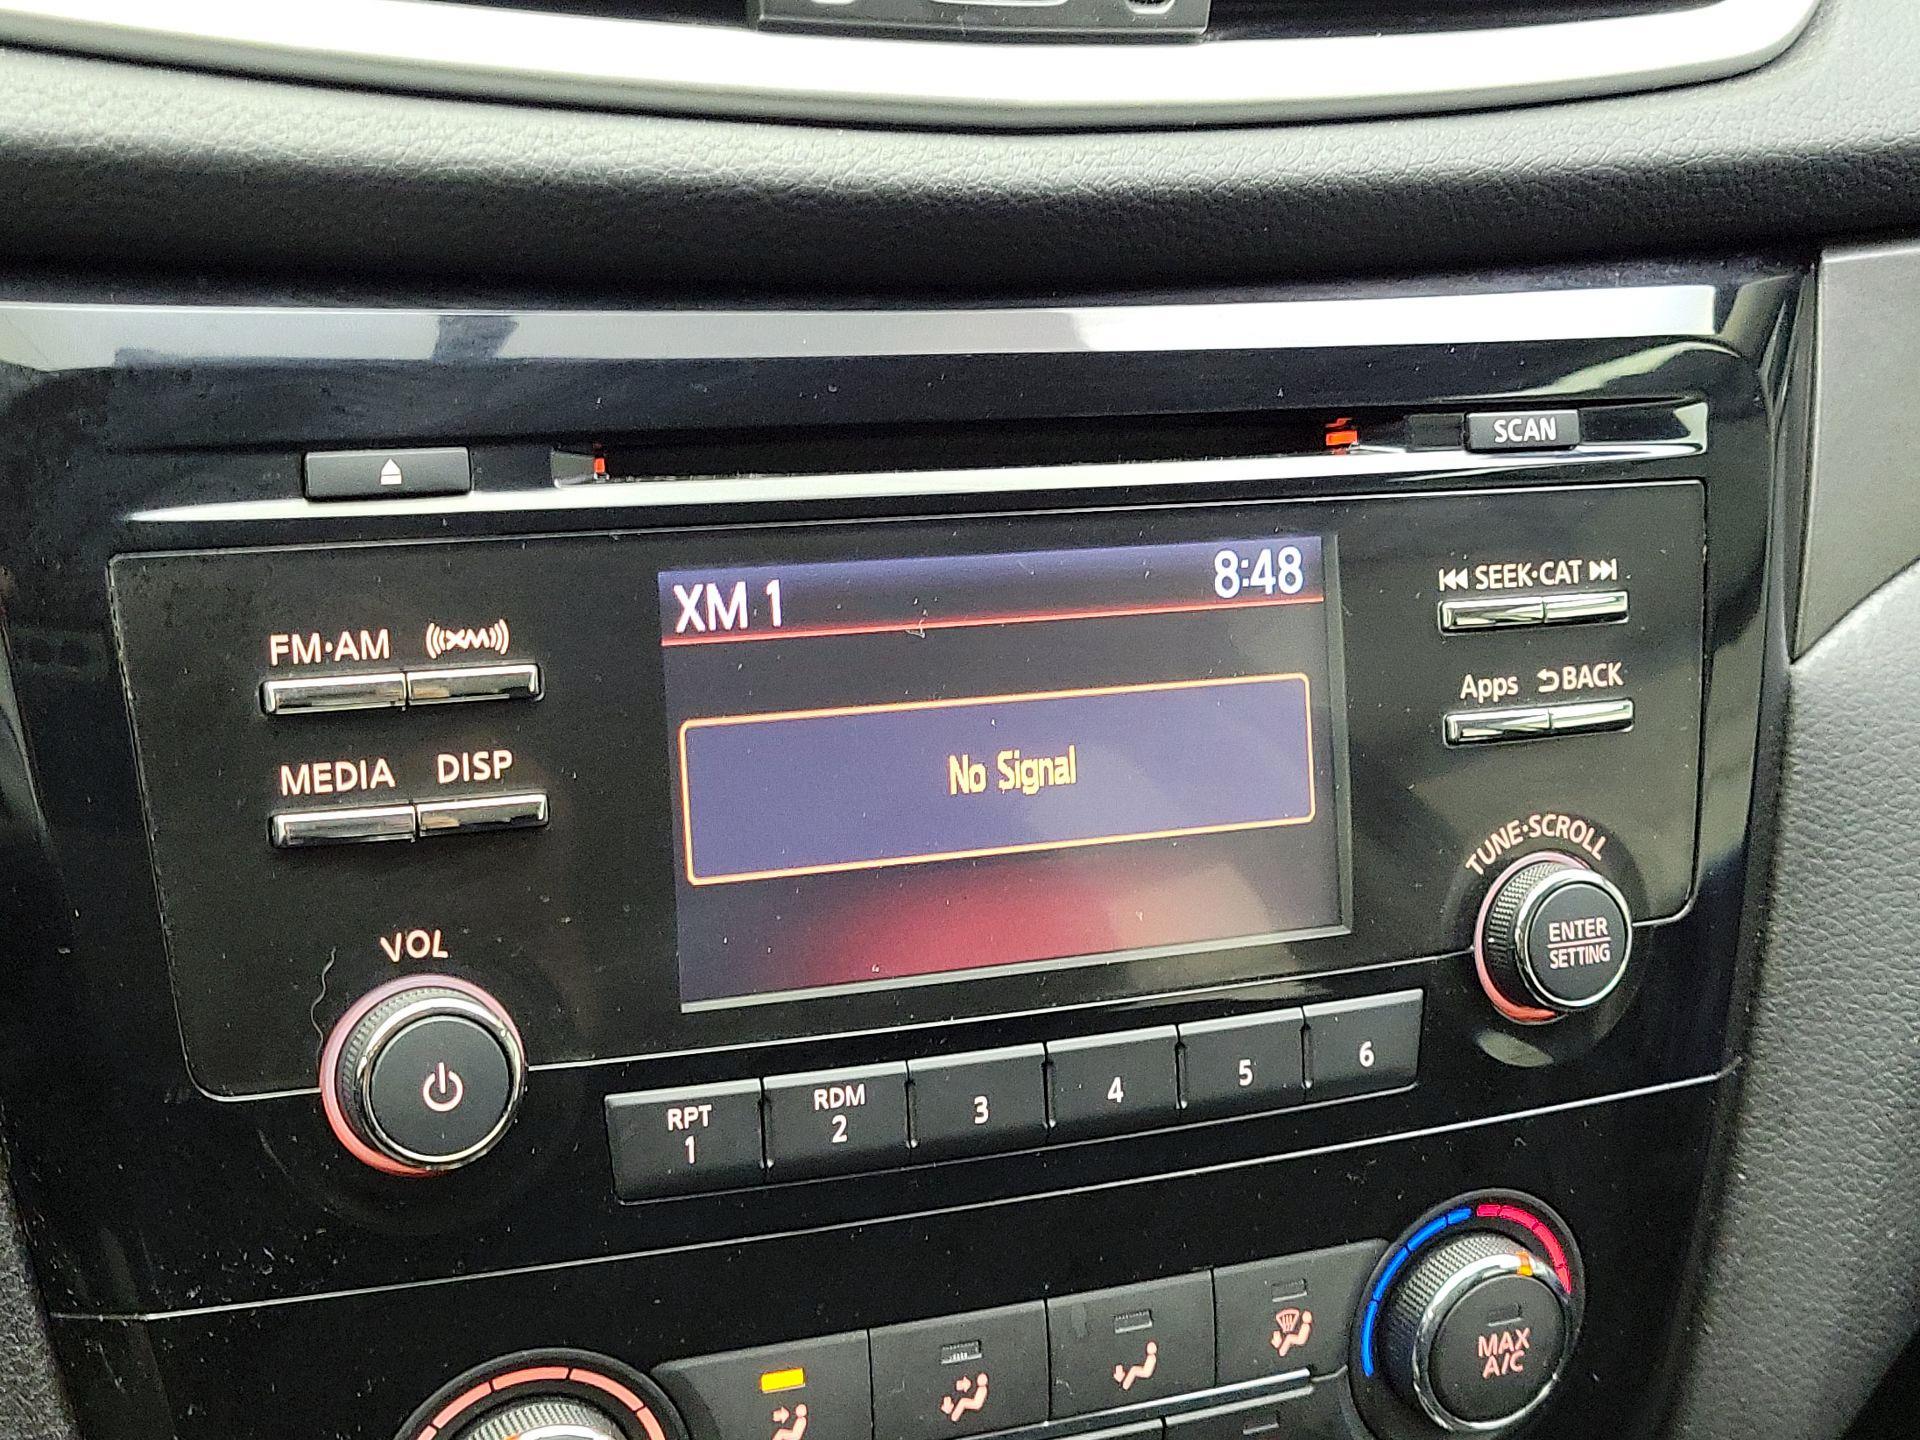 SCAN
XM 1 8:48
No Signal
FM·AM XM
MEDIA DISP
VOL
SEEK·CAT
Apps BACK
TUNE·SCROLL
ENTER
SETTING
RPT
1
RDM
2
3
4
5
6
MAX
A/C